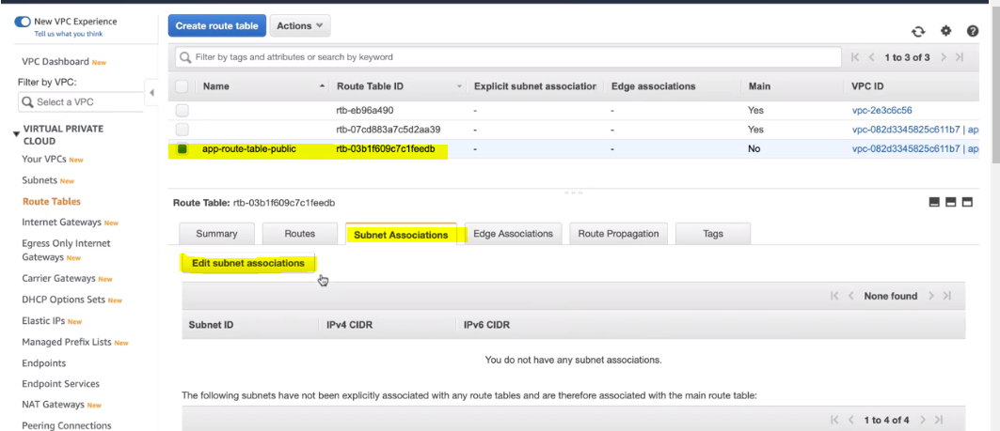 New VPC Experience
Tell us what you think
VPC Dashboard New
Filter by VPC:
Select a VPC
VIRTUAL PRIVATE
CLOUD
Your VPCs New
Subnets New
Route Tables
Internet Gateways New
Egress Only Internet
Gateways New
Carrier Gateways New
DHCP Options Sets New
Elastic IPs New
Managed Prefix Lists New
Endpoints
Endpoint Services
NAT Gateways New
Peering Connections
Create route table Actions
Filter by tags and attributes or search by keyword 1 to 3 of 3
Name Route Table ID Explicit subnet association Edge associations Main VPC ID
rtb-eb96a490 - - Yes vpc-2e3c6c56
rtb-07cd883a7c5d2aa39 - - Yes vpc-082d3345825c611b7 | ap
app-route-table-public rtb-03b1f609c7c1feedb - - No vpc-082d3345825c611b7 | ap
Route Table: rtb-03b1f609c7c1feedb
Summary Routes Subnet Associations Edge Associations Route Propagation Tags
Edit subnet associations
None found
Subnet ID IPv4 CIDR IPv6 CIDR
You do not have any subnet associations.
The following subnets have not been explicitly associated with any route tables and are therefore associated with the main route table:
1 to 4 of 4